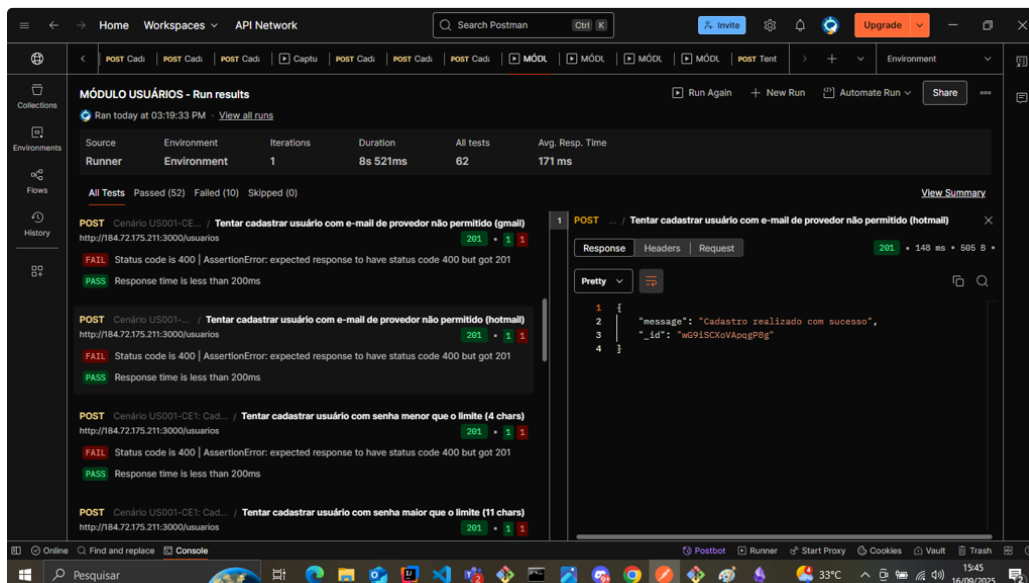 Home Workspaces API Network Search Postman Ctrl K Invite Upgrade
POST Cad POST Cad POST Cad Captu POST Cad POST Cad POST Cad MÓDU MÓDU MÓDU MÓDU POST Tent Environment
Collections
Environments
Flows
History
MÓDULO USUÁRIOS - Run results
Run Again + New Run Automate Run Share
Ran today at 03:19:33 PM · View all runs
Source Environment Iterations Duration All tests Avg. Resp. Time
Runner Environment 1 8s 521ms 62 171 ms
All Tests Passed (52) Failed (10) Skipped (0) View Summary
POST Cenário US001-CE... / Tentar cadastrar usuário com e-mail de provedor não permitido (gmail)
http://184.72.175.211:3000/usuarios 201 • 1 1
FAIL Status code is 400 | AssertionError: expected response to have status code 400 but got 201
PASS Response time is less than 200ms
POST Cenário US001-... / Tentar cadastrar usuário com e-mail de provedor não permitido (hotmail)
http://184.72.175.211:3000/usuarios 201 • 1 1
FAIL Status code is 400 | AssertionError: expected response to have status code 400 but got 201
PASS Response time is less than 200ms
POST Cenário US001-CE1: Cad... / Tentar cadastrar usuário com senha menor que o limite (4 chars)
http://184.72.175.211:3000/usuarios 201 • 1 1
FAIL Status code is 400 | AssertionError: expected response to have status code 400 but got 201
PASS Response time is less than 200ms
POST Cenário US001-CE1: Cad... / Tentar cadastrar usuário com senha maior que o limite (11 chars)
http://184.72.175.211:3000/usuarios 201 • 1 1
1 POST ... / Tentar cadastrar usuário com e-mail de provedor não permitido (hotmail)
Response Headers Request 201 • 148 ms • 505 B •
Pretty
1 {
2 "message": "Cadastro realizado com sucesso",
3 "_id": "wG9iSCXoVApqgP8g"
4 }
Online Find and replace Console Postbot Runner Start Proxy Cookies Vault Trash
Pesquisar 33°C 15:45
16/09/2025